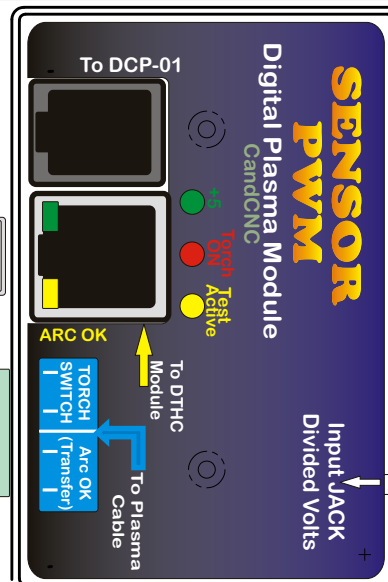 To DCP-01
SENSOR
PWM
Digital Plasma Module
CandCNC
+5
Torch
ON
Test
Active
ARC OK
To DTHC
Module
TORCH
SWITCH
Arc OK
(Transfer)
To Plasma
Cable
Input JACK
Divided Volts
+